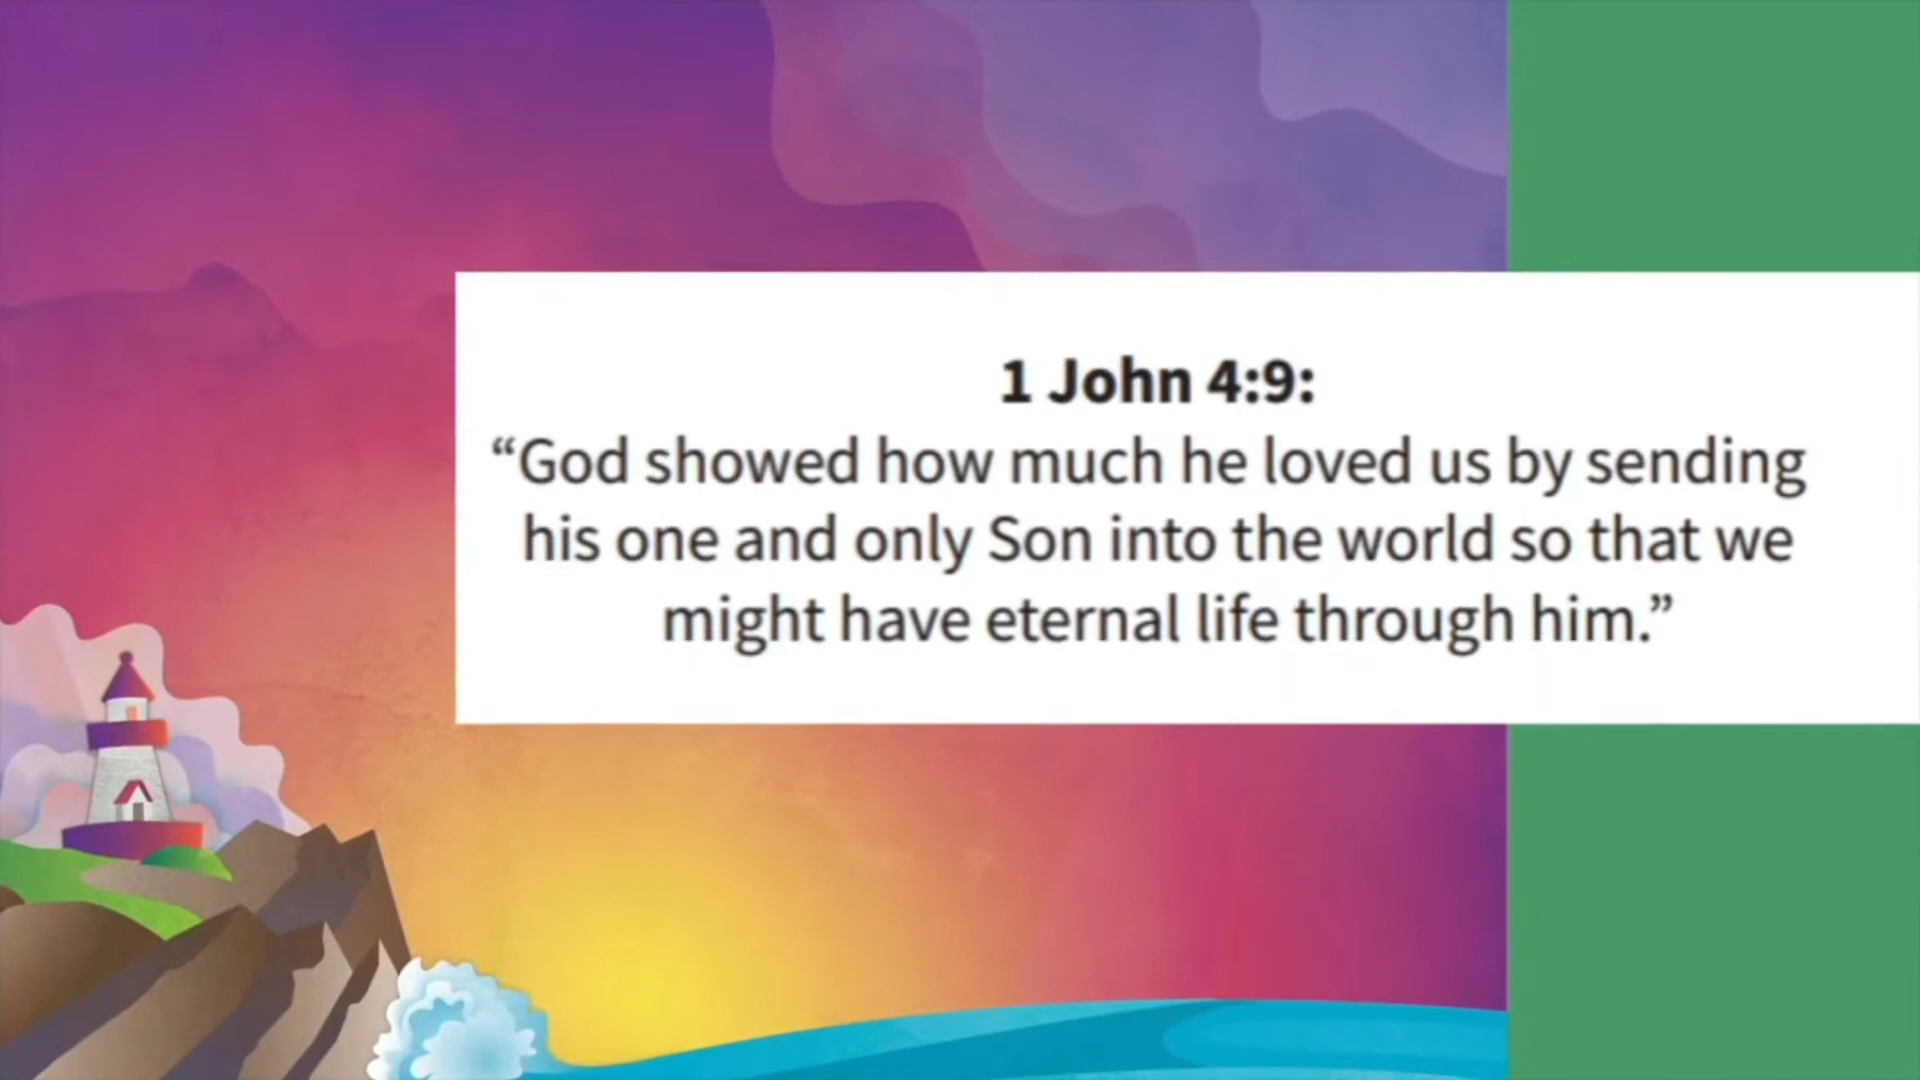 1 John 4:9:
“God showed how much he loved us by sending
his one and only Son into the world so that we
might have eternal life through him.”